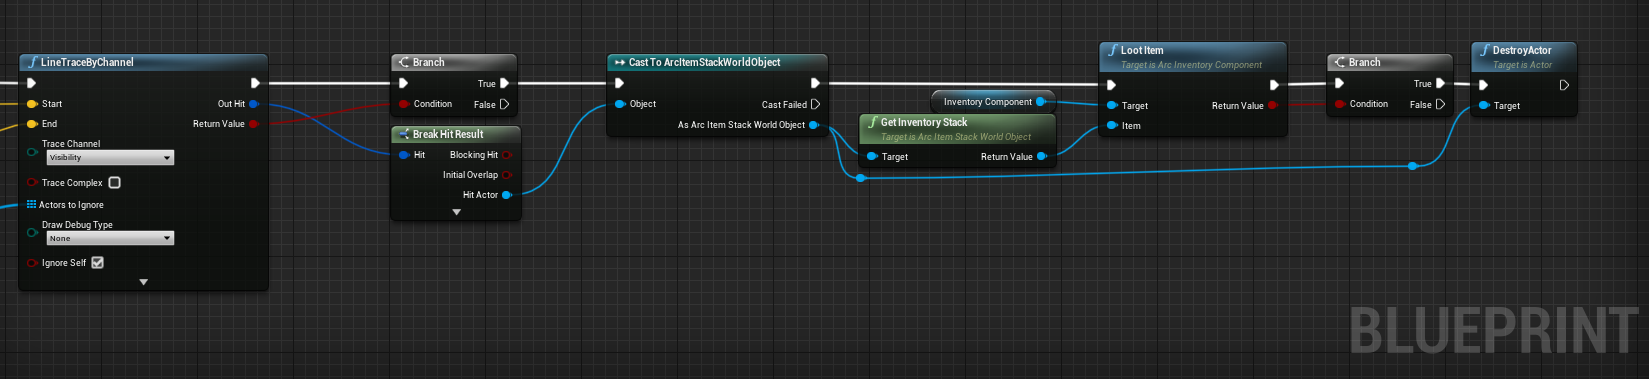 LineTraceByChannel
Start
Out Hit
End
Return Value
Trace Channel
Visibility
Trace Complex
Actors to Ignore
Draw Debug Type
None
Ignore Self
Branch
True
Condition
False
Break Hit Result
Hit
Blocking Hit
Initial Overlap
Hit Actor
Cast To ArcItemStackWorldObject
Object
Cast Failed
As Arc Item Stack World Object
Inventory Component
Get Inventory Stack
Target is Arc Item Stack World Object
Target
Return Value
Loot Item
Target is Arc Inventory Component
Target
Return Value
Item
Branch
True
Condition
False
DestroyActor
Target is Actor
Target
BLUEPRINT